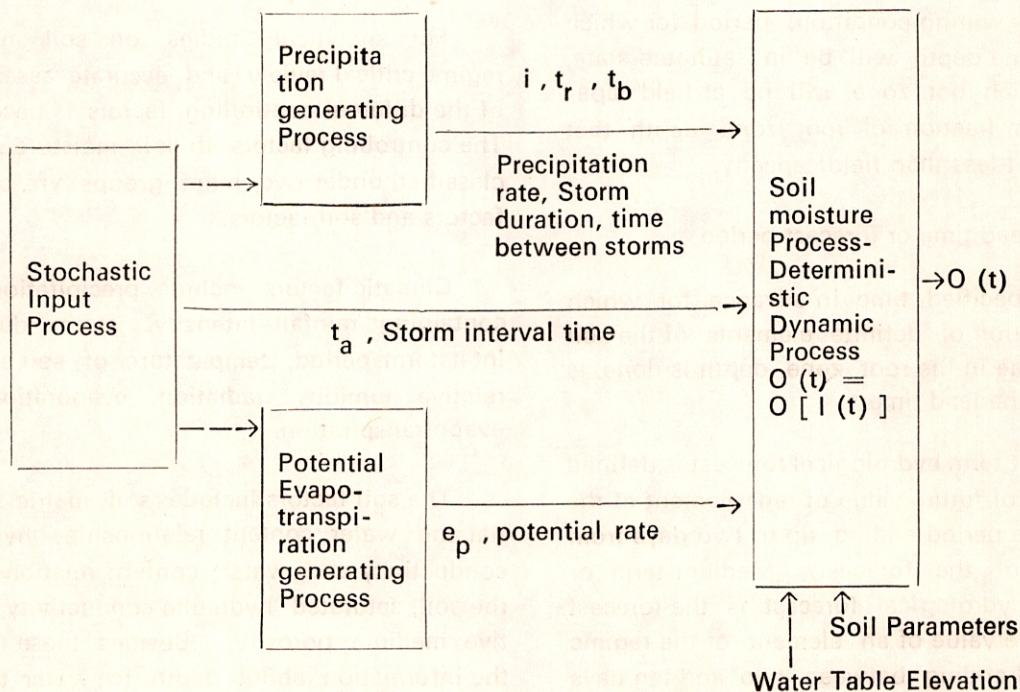 Precipita
tion
generating
Process
i , t_r , t_b
Precipitation
rate, Storm
duration, time
between storms
Stochastic
Input
Process
t_a , Storm interval time
Soil
moisture
Process-
Determini-
stic
Dynamic
Process
O (t) =
O [ I (t) ]
O (t)
Potential
Evapo-
transpi-
ration
generating
Process
e_p , potential rate
Soil Parameters
Water Table Elevation